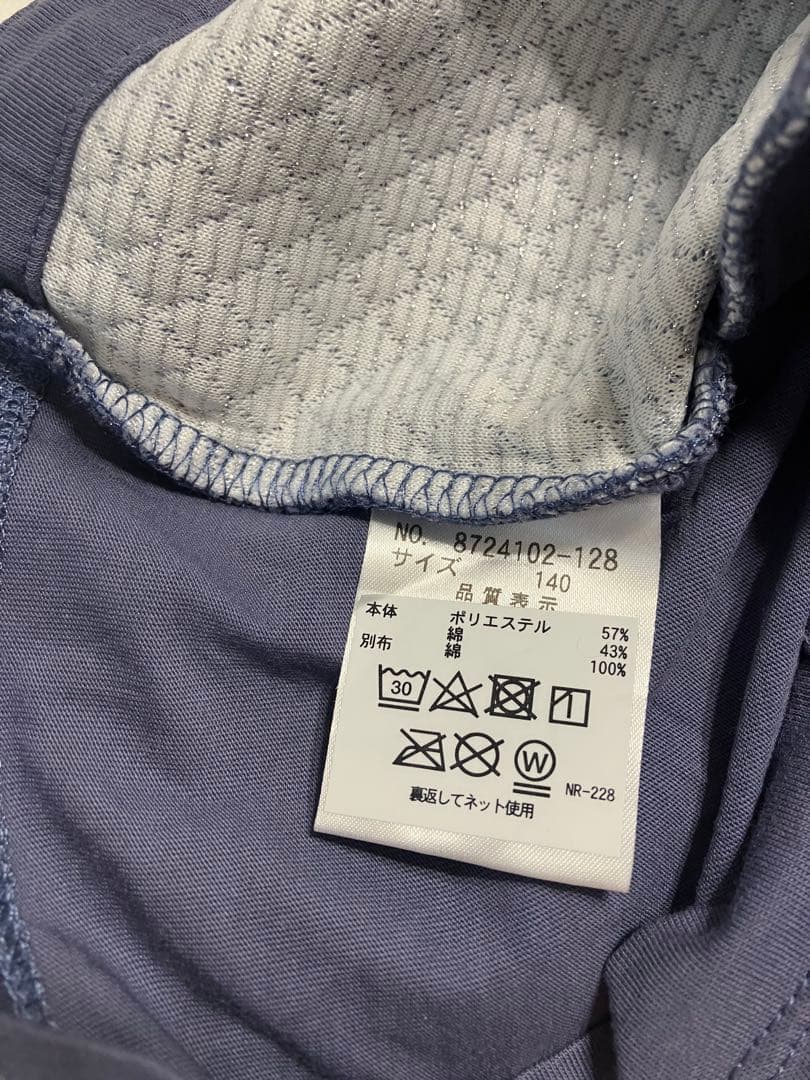 NO. 8724102-128
サイズ 140
品質表示
本体 ポリエステル 57%
綿 43%
別布 綿 100%
30
W
NR-228
裏返してネット使用